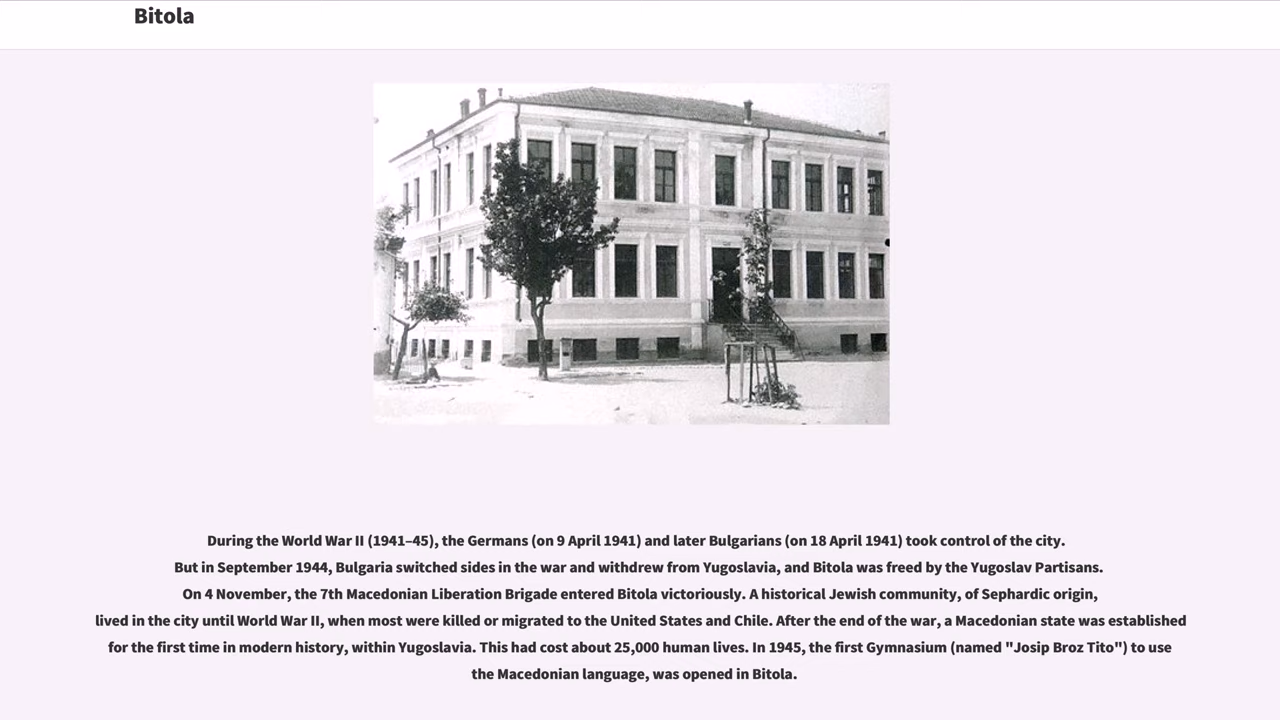 Bitola
During the World War II (1941–45), the Germans (on 9 April 1941) and later Bulgarians (on 18 April 1941) took control of the city.
But in September 1944, Bulgaria switched sides in the war and withdrew from Yugoslavia, and Bitola was freed by the Yugoslav Partisans.
On 4 November, the 7th Macedonian Liberation Brigade entered Bitola victoriously. A historical Jewish community, of Sephardic origin,
lived in the city until World War II, when most were killed or migrated to the United States and Chile. After the end of the war, a Macedonian state was established
for the first time in modern history, within Yugoslavia. This had cost about 25,000 human lives. In 1945, the first Gymnasium (named "Josip Broz Tito") to use
the Macedonian language, was opened in Bitola.